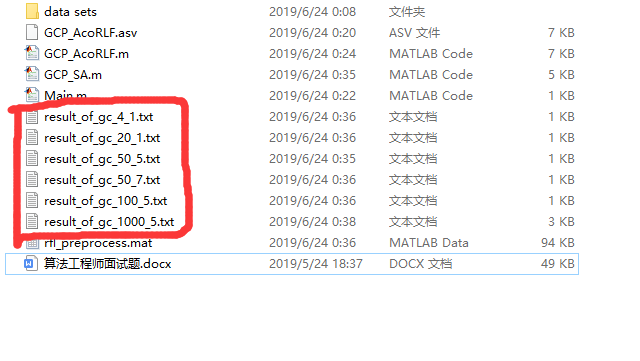 data sets 2019/6/24 0:08 文件夹
GCP_AcoRLF.asv 2019/6/24 0:20 ASV 文件 7 KB
GCP_AcoRLF.m 2019/6/24 0:24 MATLAB Code 7 KB
GCP_SA.m 2019/6/24 0:35 MATLAB Code 5 KB
Main.m 2019/6/24 0:22 MATLAB Code 1 KB
result_of_gc_4_1.txt 2019/6/24 0:36 文本文档 1 KB
result_of_gc_20_1.txt 2019/6/24 0:36 文本文档 1 KB
result_of_gc_50_5.txt 2019/6/24 0:35 文本文档 1 KB
result_of_gc_50_7.txt 2019/6/24 0:36 文本文档 1 KB
result_of_gc_100_5.txt 2019/6/24 0:36 文本文档 1 KB
result_of_gc_1000_5.txt 2019/6/24 0:38 文本文档 3 KB
rfl_preprocess.mat 2019/6/24 0:36 MATLAB Data 94 KB
算法工程师面试题.docx 2019/5/24 18:37 DOCX 文档 49 KB